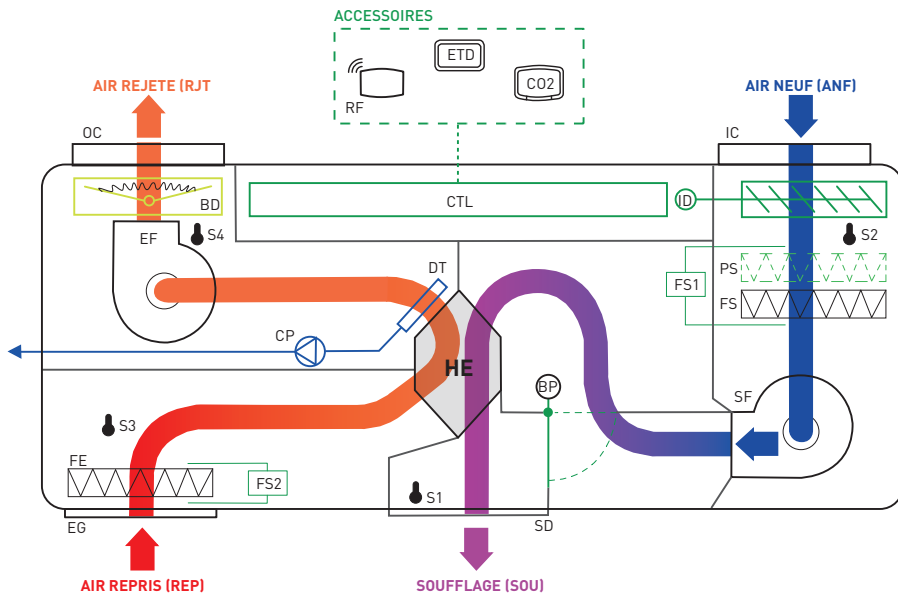 ACCESSOIRES
ETD
RF
CO2
AIR REJETE (RJT
AIR NEUF (ANF)
OC
IC
BD
CTL
ID
EF
S4
S2
DT
PS
FS1
FS
CP
HE
BP
SF
S3
FE
FS2
S1
EG
SD
AIR REPRIS (REP)
SOUFFLAGE (SOU)